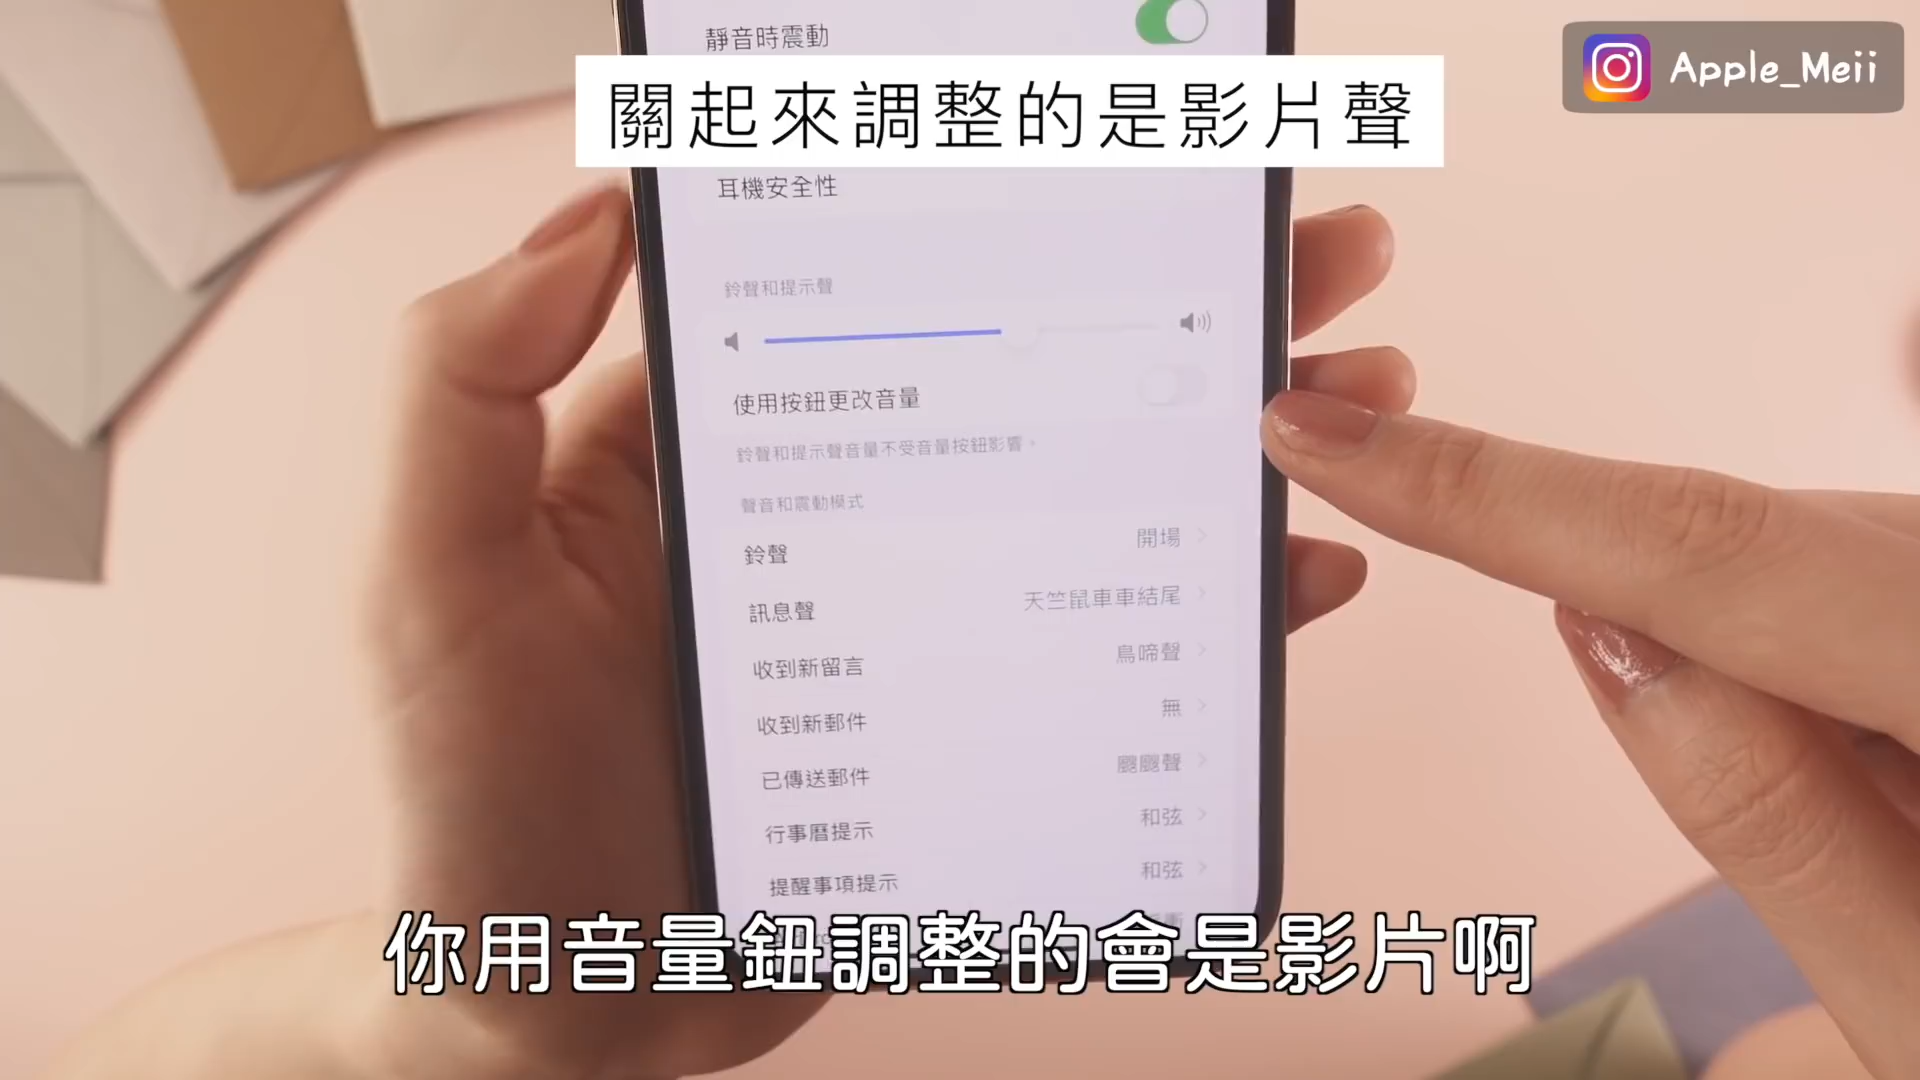 靜音時震動
關起來調整的是影片聲
Apple_Meii
耳機安全性
鈴聲和提示聲
使用按鈕更改音量
鈴聲和提示聲音量不受音量按鈕影響。
聲音和震動模式
鈴聲 開場
訊息聲 天竺鼠車車結尾
收到新留言 鳥啼聲
收到新郵件 無
已傳送郵件 颼颼聲
行事曆提示 和弦
提醒事項提示 和弦
你用音量鈕調整的會是影片啊